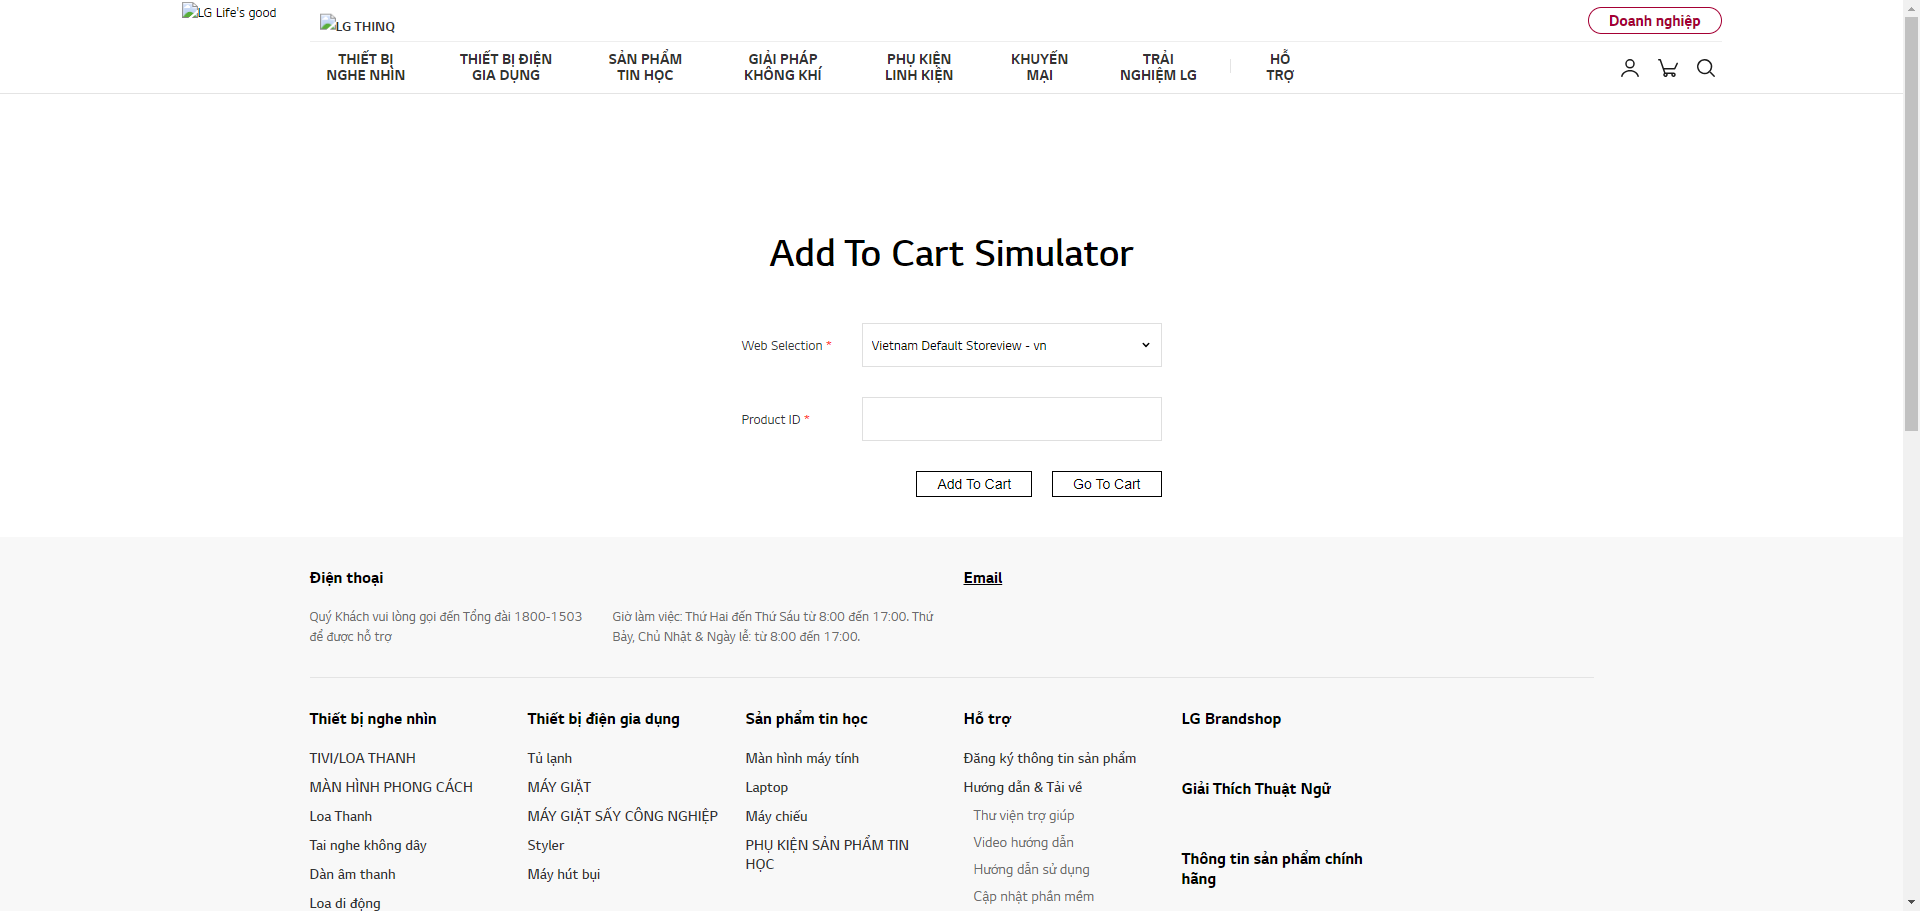 LG Life's good
LG THINQ
Doanh nghiệp
THIẾT BỊ
NGHE NHÌN
THIẾT BỊ ĐIỆN
GIA DỤNG
SẢN PHẨM
TIN HỌC
GIẢI PHÁP
KHÔNG KHÍ
PHỤ KIỆN
LINH KIỆN
KHUYẾN
MẠI
TRẢI
NGHIỆM LG
HỖ
TRỢ
Add To Cart Simulator
Web Selection *
Vietnam Default Storeview - vn
Product ID *
Add To Cart
Go To Cart
Điện thoại
Quý Khách vui lòng gọi đến Tổng đài 1800-1503
để được hỗ trợ
Giờ làm việc: Thứ Hai đến Thứ Sáu từ 8:00 đến 17:00. Thứ
Bảy, Chủ Nhật & Ngày lễ: từ 8:00 đến 17:00.
Email
Thiết bị nghe nhìn
TIVI/LOA THANH
MÀN HÌNH PHONG CÁCH
Loa Thanh
Tai nghe không dây
Dàn âm thanh
Loa di động
Thiết bị điện gia dụng
Tủ lạnh
MÁY GIẶT
MÁY GIẶT SẤY CÔNG NGHIỆP
Styler
Máy hút bụi
Sản phẩm tin học
Màn hình máy tính
Laptop
Máy chiếu
PHỤ KIỆN SẢN PHẨM TIN
HỌC
Hỗ trợ
Đăng ký thông tin sản phẩm
Hướng dẫn & Tải về
Thư viện trợ giúp
Video hướng dẫn
Hướng dẫn sử dụng
Cập nhật phần mềm
LG Brandshop
Giải Thích Thuật Ngữ
Thông tin sản phẩm chính
hãng